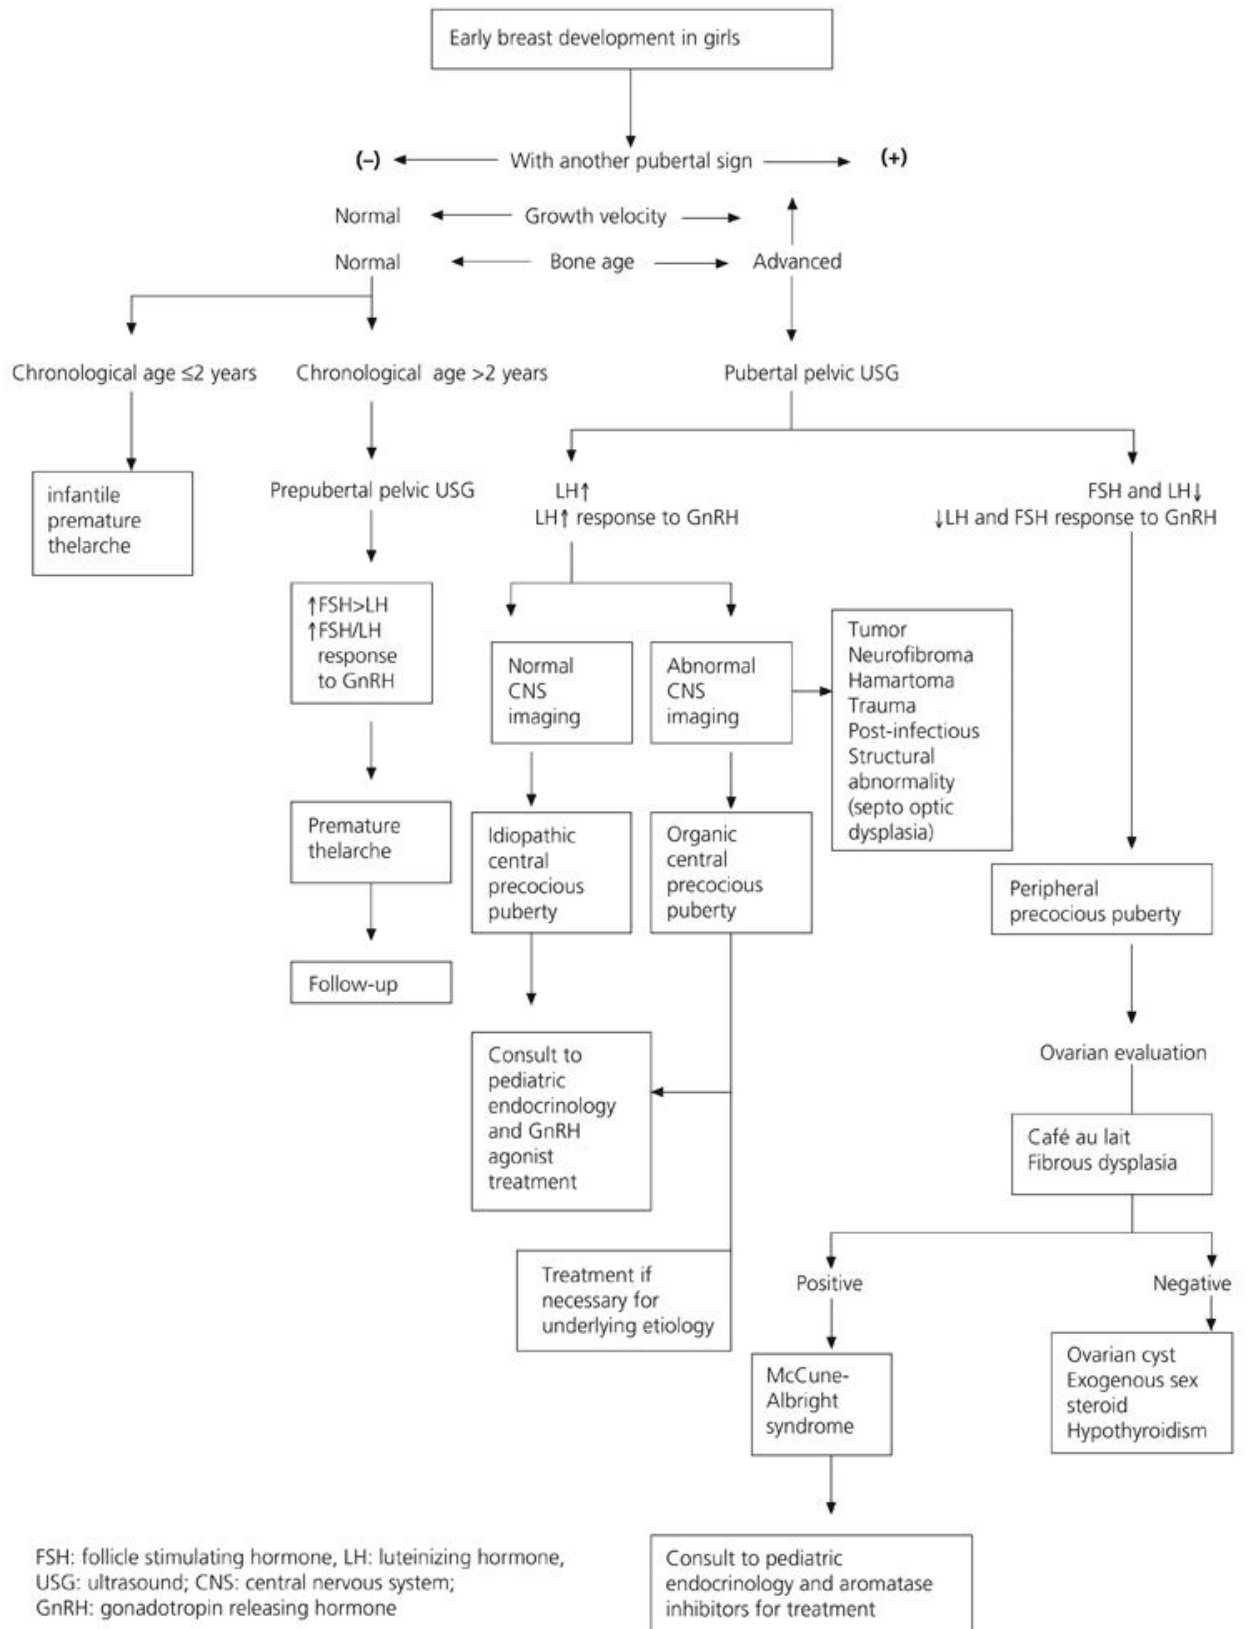 Early breast development in girls
(–) With another pubertal sign (+)
Normal Growth velocity
Normal Bone age Advanced
Chronological age ≤2 years
Chronological age >2 years
Pubertal pelvic USG
infantile
premature
thelarche
Prepubertal pelvic USG
↑FSH>LH
↑FSH/LH
response
to GnRH
Premature
thelarche
Follow-up
LH↑
LH↑ response to GnRH
Normal
CNS
imaging
Idiopathic
central
precocious
puberty
Abnormal
CNS
imaging
Tumor
Neurofibroma
Hamartoma
Trauma
Post-infectious
Structural
abnormality
(septo optic
dysplasia)
Organic
central
precocious
puberty
Consult to
pediatric
endocrinology
and GnRH
agonist
treatment
Treatment if
necessary for
underlying etiology
FSH and LH↓
↓LH and FSH response to GnRH
Peripheral
precocious puberty
Ovarian evaluation
Café au lait
Fibrous dysplasia
Positive
Negative
McCune-
Albright
syndrome
Ovarian cyst
Exogenous sex
steroid
Hypothyroidism
Consult to pediatric
endocrinology and aromatase
inhibitors for treatment
FSH: follicle stimulating hormone, LH: luteinizing hormone,
USG: ultrasound; CNS: central nervous system;
GnRH: gonadotropin releasing hormone